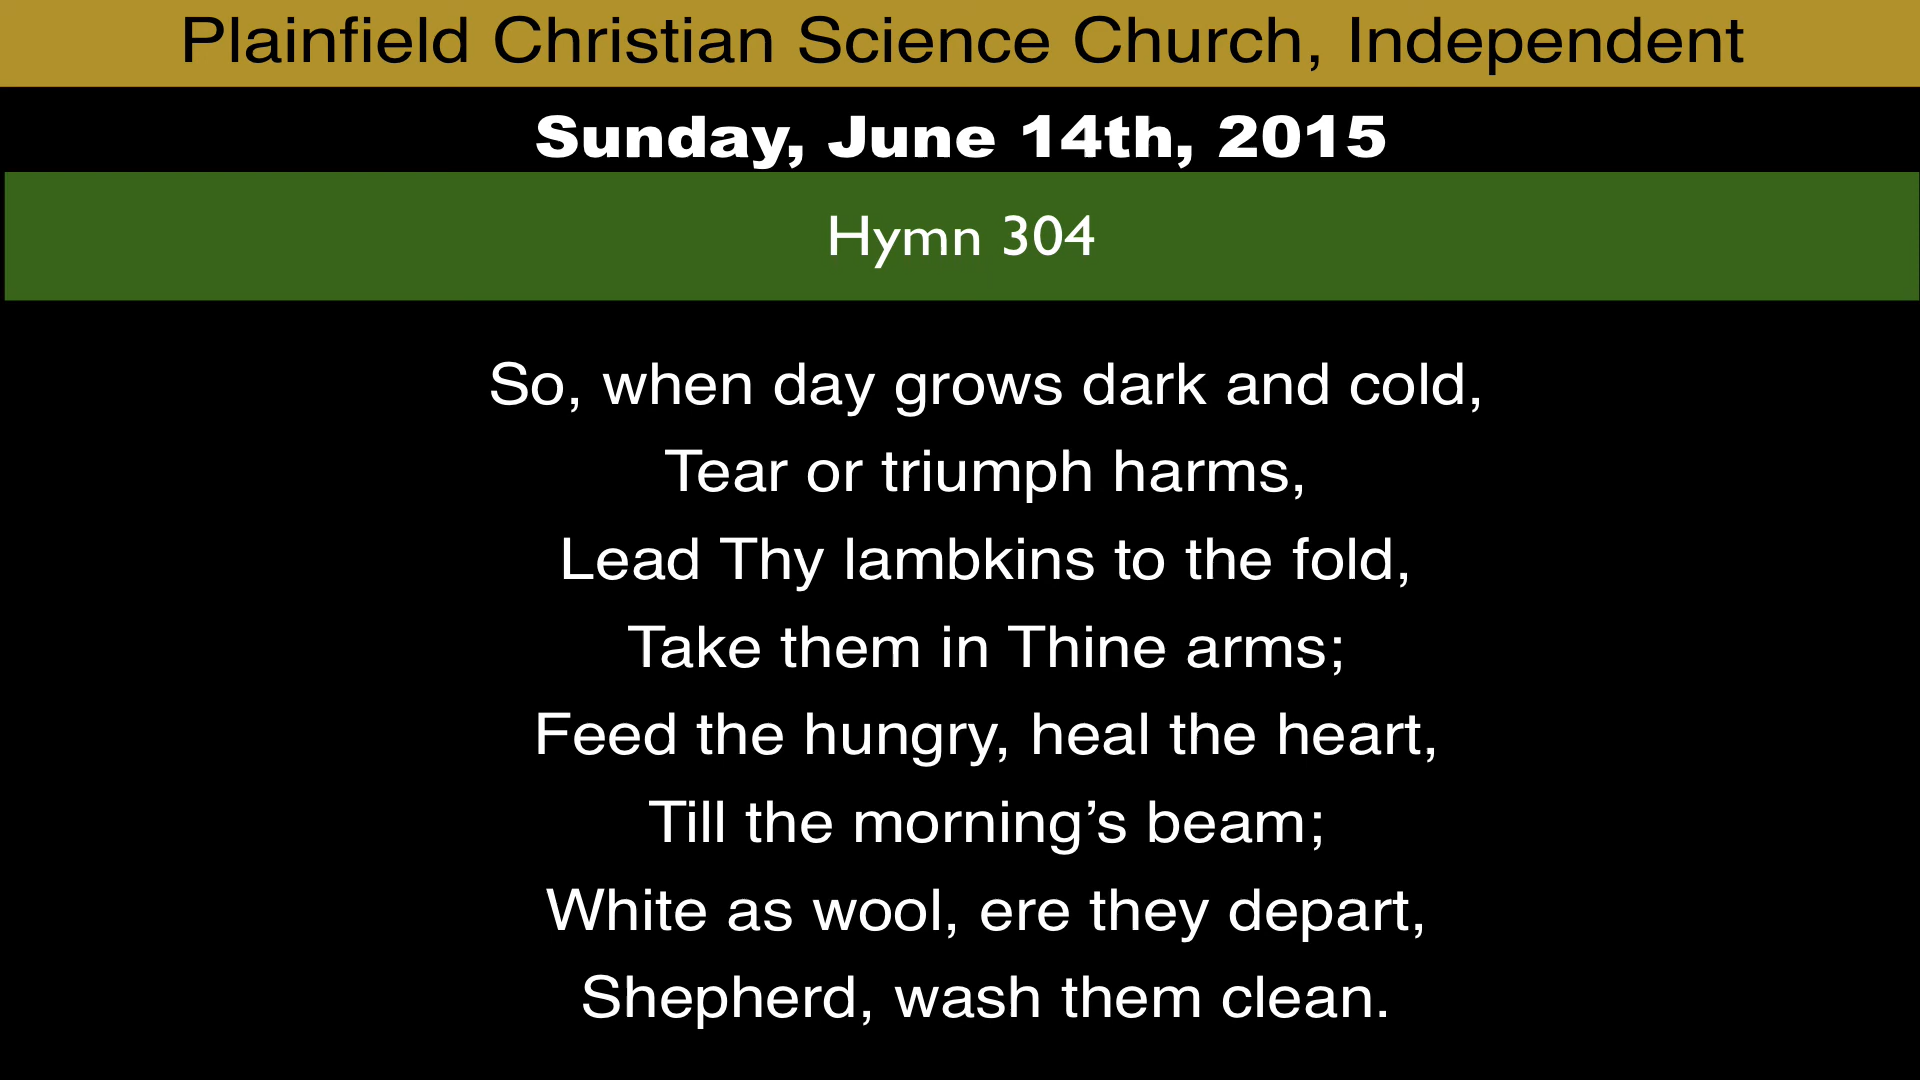 Plainfield Christian Science Church, Independent
Sunday, June 14th, 2015
Hymn 304
So, when day grows dark and cold,
Tear or triumph harms,
Lead Thy lambkins to the fold,
Take them in Thine arms;
Feed the hungry, heal the heart,
Till the morning’s beam;
White as wool, ere they depart,
Shepherd, wash them clean.